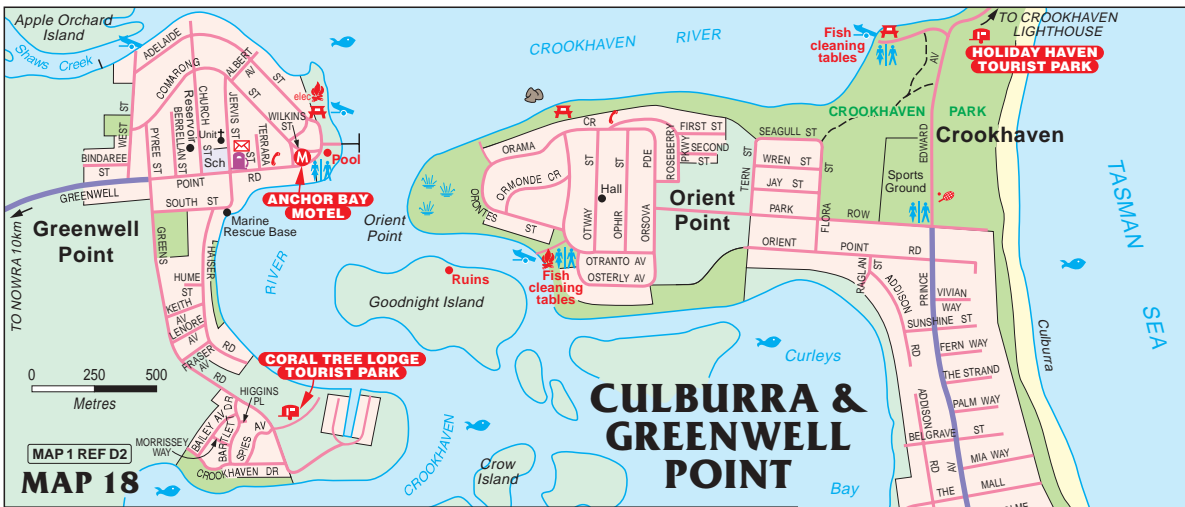 Apple Orchard
Island
Shaws Creek
ADELAIDE
ST
COMARONG
ST
ALBERT
AV
WILKINS
ST
elec
WEST ST
PYREE ST
BERRELLAN ST
Reservoir
CHURCH
ST
Unit
Sch
JERVIS ST
TERRARA
ST
M
Pool
BINDAREE
ST
GREENWELL
POINT
RD
SOUTH ST
ANCHOR BAY
MOTEL
Marine
Rescue Base
Greenwell
Point
TO NOWRA 10km
GREENS
RD
HAISER
RD
HUME
ST
KEITH
AV
LENORE
AV
FRASER AV
RIVER
CORAL TREE LODGE
TOURIST PARK
HIGGINS
PL
BAILEY AV
BARTLETT DR
SPIES AV
MORRISSEY
WAY
CROOKHAVEN DR
0 250 500
Metres
MAP 1 REF D2
MAP 18
CROOKHAVEN RIVER
Orient
Point
Goodnight Island
Ruins
ORAMA
CR
ORMONDE CR
ORONTES
ST
OTWAY ST
Hall
OPHIR ST
ORSOVA PDE
OTRANTO AV
OSTERLY AV
Fish
cleaning
tables
ROSEBERRY
PKWY
FIRST ST
SECOND
ST
Orient
Point
SEAGULL ST
WREN ST
JAY ST
TERN ST
PARK ROW
FLORA ST
ORIENT POINT RD
Fish
cleaning
tables
TO CROOKHAVEN
LIGHTHOUSE
HOLIDAY HAVEN
TOURIST PARK
CROOKHAVEN PARK
Crookhaven
PRINCE EDWARD AV
Sports
Ground
RAGLAN
ST
ADDISON
RD
VIVIAN
WAY
SUNSHINE ST
FERN WAY
THE STRAND
PALM WAY
ADDISON
RD
BELGRAVE ST
MIA WAY
AV
THE MALL
Culburra
TASMAN
SEA
Curleys
Bay
CROOKHAVEN
Crow
Island
CULBURRA &
GREENWELL
POINT